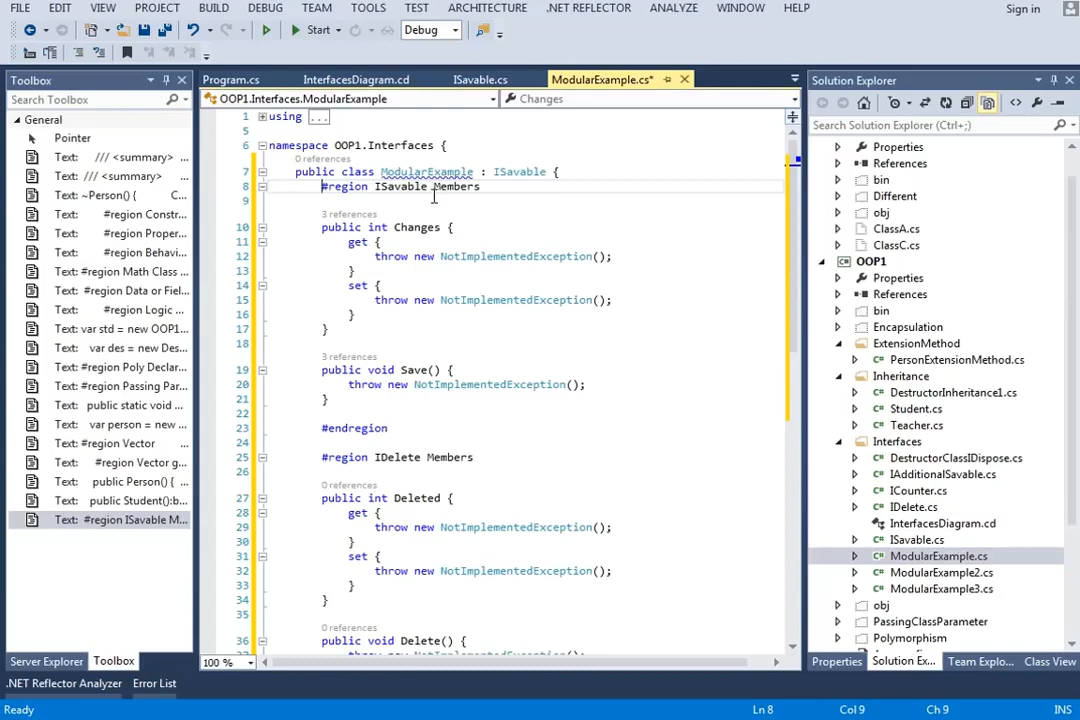 FILE EDIT VIEW PROJECT BUILD DEBUG TEAM TOOLS TEST ARCHITECTURE .NET REFLECTOR ANALYZE WINDOW HELP Sign in
Start Debug
Toolbox
Search Toolbox
General
Pointer
Text: /// <summary> ...
Text: /// <summary> ...
Text: ~Person() { ...
Text: #region Constr...
Text: #region Proper...
Text: #region Behavi...
Text: #region Math Class ...
Text: #region Data or Fiel...
Text: #region Logic ...
Text: var std = new OOP1...
Text: var des = new Des...
Text: #region Poly Declar...
Text: #region Passing Par...
Text: public static void ...
Text: var person = new ...
Text: #region Vector ...
Text: #region Vector g...
Text: public Person() { ...
Text: public Student():b...
Text: #region ISavable M...
Server Explorer Toolbox
Program.cs InterfacesDiagram.cd ISavable.cs ModularExample.cs*
OOP1.Interfaces.ModularExample Changes
1 using ...
5
6 namespace OOP1.Interfaces {
0 references
7 public class ModularExample : ISavable {
8 #region ISavable Members
9
3 references
10 public int Changes {
11 get {
12 throw new NotImplementedException();
13 }
14 set {
15 throw new NotImplementedException();
16 }
17 }
18
3 references
19 public void Save() {
20 throw new NotImplementedException();
21 }
22
23 #endregion
24
25 #region IDelete Members
26
0 references
27 public int Deleted {
28 get {
29 throw new NotImplementedException();
30 }
31 set {
32 throw new NotImplementedException();
33 }
34 }
35
0 references
36 public void Delete() {
100 %
Solution Explorer
Search Solution Explorer (Ctrl+;)
Properties
References
bin
Different
obj
ClassA.cs
ClassC.cs
OOP1
Properties
References
bin
Encapsulation
ExtensionMethod
PersonExtensionMethod.cs
Inheritance
DestructorInheritance1.cs
Student.cs
Teacher.cs
Interfaces
DestructorClassIDispose.cs
IAdditionalSavable.cs
ICounter.cs
IDelete.cs
InterfacesDiagram.cd
ISavable.cs
ModularExample.cs
ModularExample2.cs
ModularExample3.cs
obj
PassingClassParameter
Polymorphism
Properties Solution Ex... Team Explo... Class View
.NET Reflector Analyzer Error List
Ready Ln 8 Col 9 Ch 9 INS